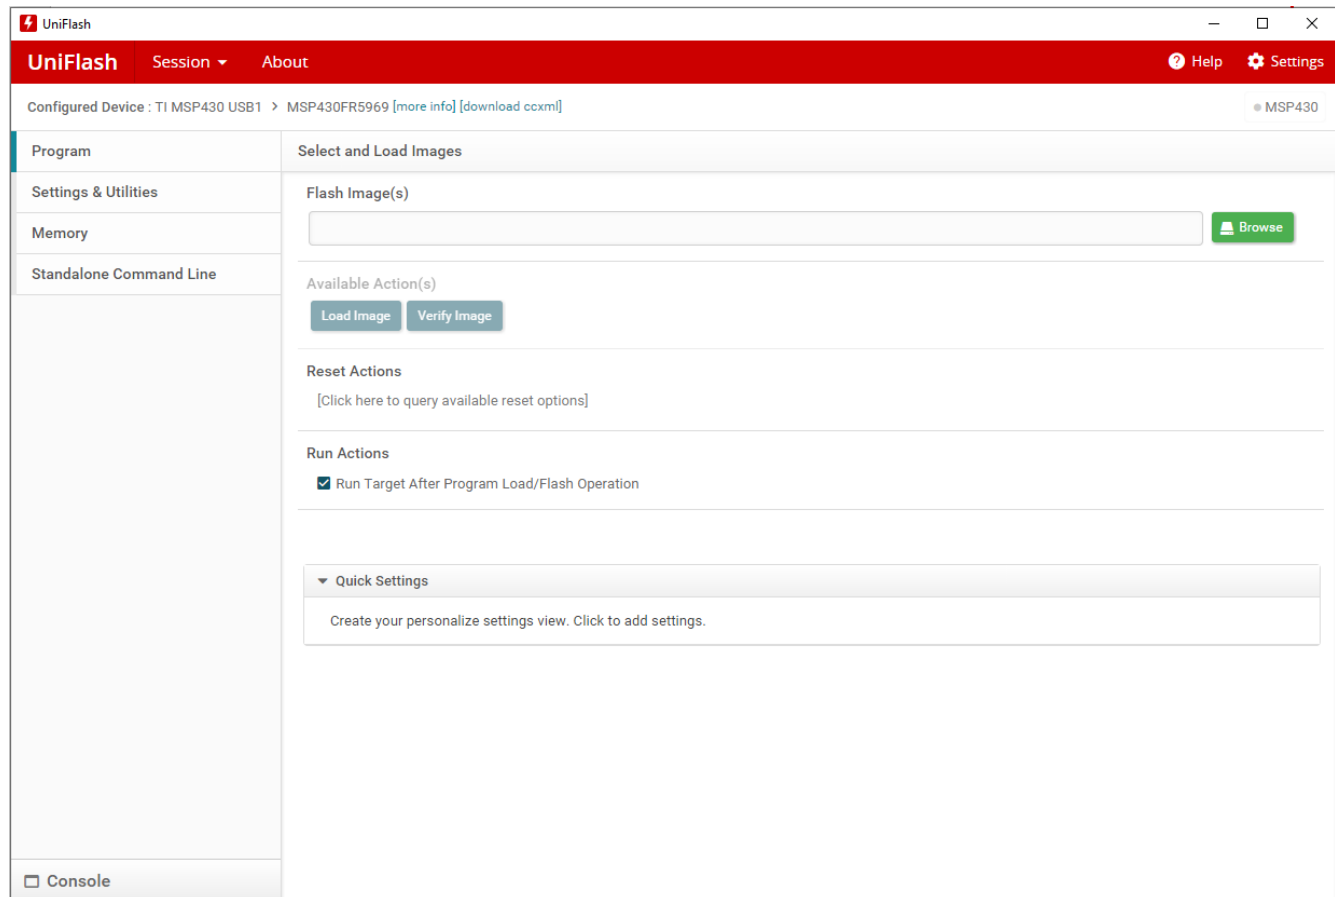 UniFlash
UniFlash Session About Help Settings
Configured Device : TI MSP430 USB1 > MSP430FR5969 [more info] [download ccxml] MSP430
Program
Settings & Utilities
Memory
Standalone Command Line
Select and Load Images
Flash Image(s)
Browse
Available Action(s)
Load Image Verify Image
Reset Actions
[Click here to query available reset options]
Run Actions
Run Target After Program Load/Flash Operation
Quick Settings
Create your personalize settings view. Click to add settings.
Console